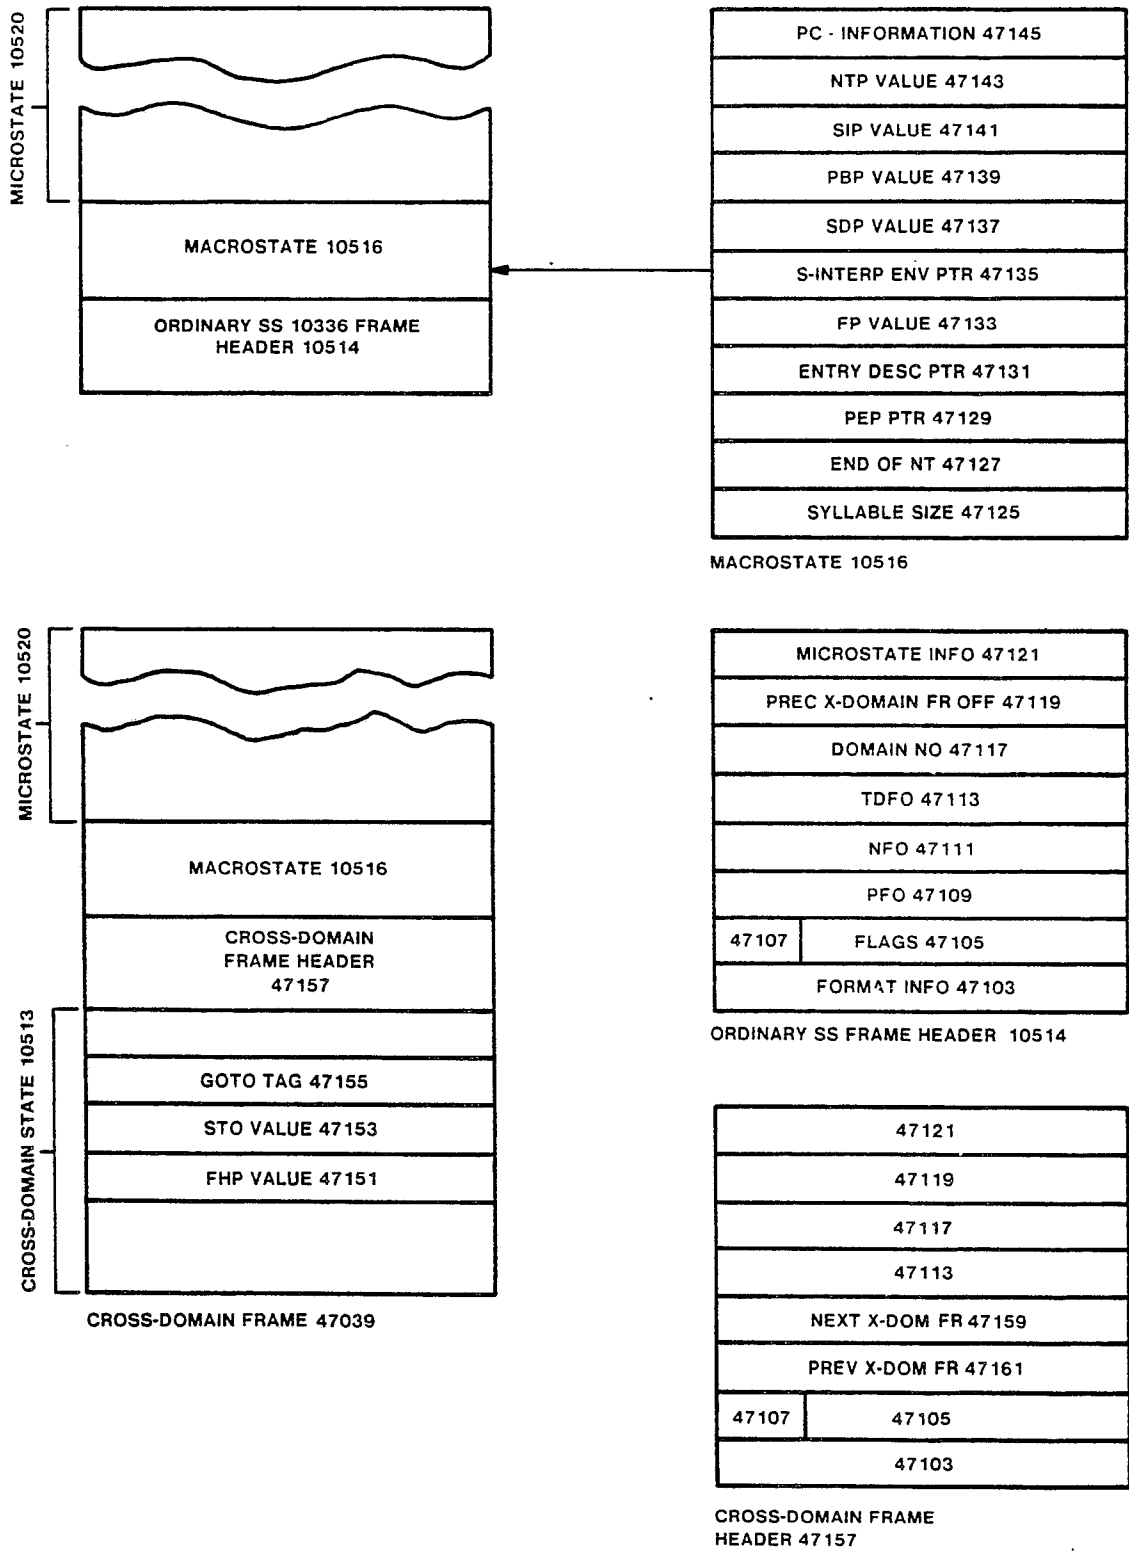 MICROSTATE 10520
MACROSTATE 10516
ORDINARY SS 10336 FRAME
HEADER 10514
PC - INFORMATION 47145
NTP VALUE 47143
SIP VALUE 47141
PBP VALUE 47139
SDP VALUE 47137
S-INTERP ENV PTR 47135
FP VALUE 47133
ENTRY DESC PTR 47131
PEP PTR 47129
END OF NT 47127
SYLLABLE SIZE 47125
MACROSTATE 10516
MICROSTATE 10520
MACROSTATE 10516
CROSS-DOMAIN
FRAME HEADER
47157
CROSS-DOMAIN STATE 10513
GOTO TAG 47155
STO VALUE 47153
FHP VALUE 47151
CROSS-DOMAIN FRAME 47039
MICROSTATE INFO 47121
PREC X-DOMAIN FR OFF 47119
DOMAIN NO 47117
TDFO 47113
NFO 47111
PFO 47109
47107 FLAGS 47105
FORMAT INFO 47103
ORDINARY SS FRAME HEADER 10514
47121
47119
47117
47113
NEXT X-DOM FR 47159
PREV X-DOM FR 47161
47107 47105
47103
CROSS-DOMAIN FRAME
HEADER 47157